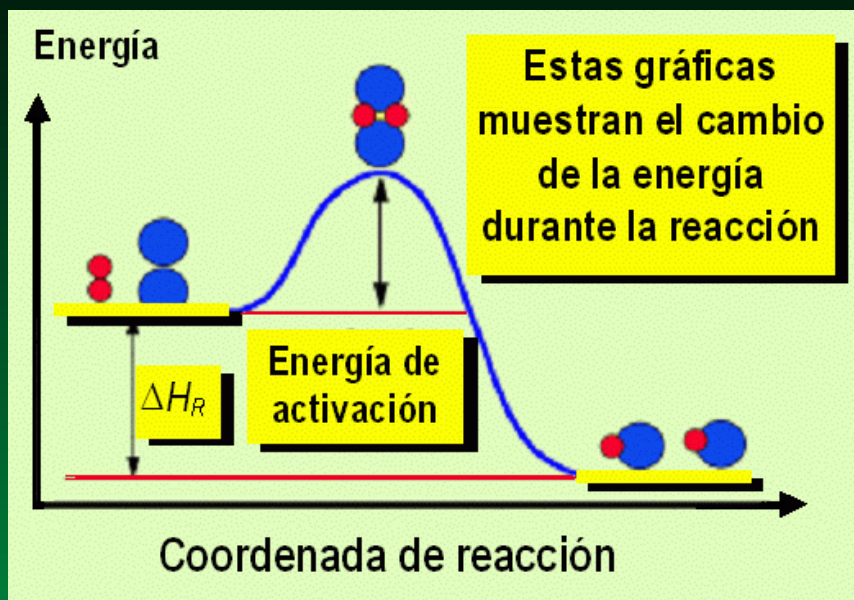 Energía
Estas gráficas
muestran el cambio
de la energía
durante la reacción
Energía de
activación
ΔHR
Coordenada de reacción